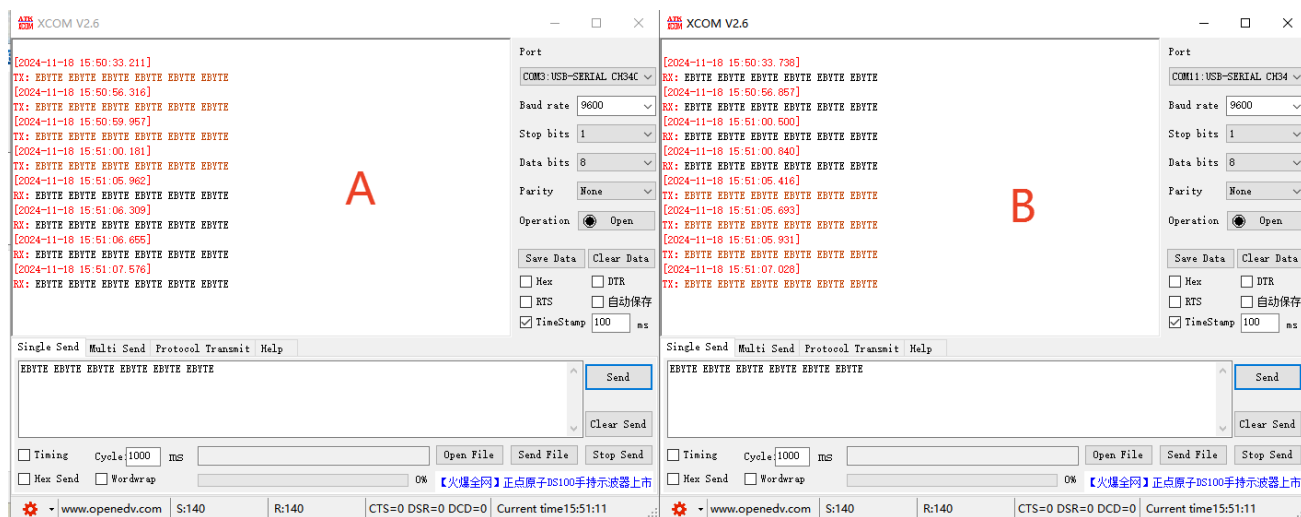 ATK XCOM XCOM V2.6
[2024-11-18 15:50:33.211]
TX: EBYTE EBYTE EBYTE EBYTE EBYTE EBYTE
[2024-11-18 15:50:56.316]
TX: EBYTE EBYTE EBYTE EBYTE EBYTE EBYTE
[2024-11-18 15:50:59.957]
TX: EBYTE EBYTE EBYTE EBYTE EBYTE EBYTE
[2024-11-18 15:51:00.181]
TX: EBYTE EBYTE EBYTE EBYTE EBYTE EBYTE
[2024-11-18 15:51:05.962]
RX: EBYTE EBYTE EBYTE EBYTE EBYTE EBYTE
[2024-11-18 15:51:06.309]
RX: EBYTE EBYTE EBYTE EBYTE EBYTE EBYTE
[2024-11-18 15:51:06.655]
RX: EBYTE EBYTE EBYTE EBYTE EBYTE EBYTE
[2024-11-18 15:51:07.576]
RX: EBYTE EBYTE EBYTE EBYTE EBYTE EBYTE
A
Port
COM3:USB-SERIAL CH34C
Baud rate 9600
Stop bits 1
Data bits 8
Parity None
Operation Open
Save Data Clear Data
Hex DTR
RTS 自动保存
TimeStamp 100 ms
Single Send Multi Send Protocol Transmit Help
EBYTE EBYTE EBYTE EBYTE EBYTE EBYTE
Send
Clear Send
Timing Cycle: 1000 ms Open File Send File Stop Send
Hex Send Wordwrap 0% 【火爆全网】正点原子DS100手持示波器上市
www.openedv.com S:140 R:140 CTS=0 DSR=0 DCD=0 Current time15:51:11
ATK XCOM XCOM V2.6
[2024-11-18 15:50:33.738]
RX: EBYTE EBYTE EBYTE EBYTE EBYTE EBYTE
[2024-11-18 15:50:56.857]
RX: EBYTE EBYTE EBYTE EBYTE EBYTE EBYTE
[2024-11-18 15:51:00.500]
RX: EBYTE EBYTE EBYTE EBYTE EBYTE EBYTE
[2024-11-18 15:51:00.840]
RX: EBYTE EBYTE EBYTE EBYTE EBYTE EBYTE
[2024-11-18 15:51:05.416]
TX: EBYTE EBYTE EBYTE EBYTE EBYTE EBYTE
[2024-11-18 15:51:05.693]
TX: EBYTE EBYTE EBYTE EBYTE EBYTE EBYTE
[2024-11-18 15:51:05.931]
TX: EBYTE EBYTE EBYTE EBYTE EBYTE EBYTE
[2024-11-18 15:51:07.028]
TX: EBYTE EBYTE EBYTE EBYTE EBYTE EBYTE
B
Port
COM11:USB-SERIAL CH34
Baud rate 9600
Stop bits 1
Data bits 8
Parity None
Operation Open
Save Data Clear Data
Hex DTR
RTS 自动保存
TimeStamp 100 ms
Single Send Multi Send Protocol Transmit Help
EBYTE EBYTE EBYTE EBYTE EBYTE EBYTE
Send
Clear Send
Timing Cycle: 1000 ms Open File Send File Stop Send
Hex Send Wordwrap 0% 【火爆全网】正点原子DS100手持示波器上市
www.openedv.com S:140 R:140 CTS=0 DSR=0 DCD=0 Current time15:51:11